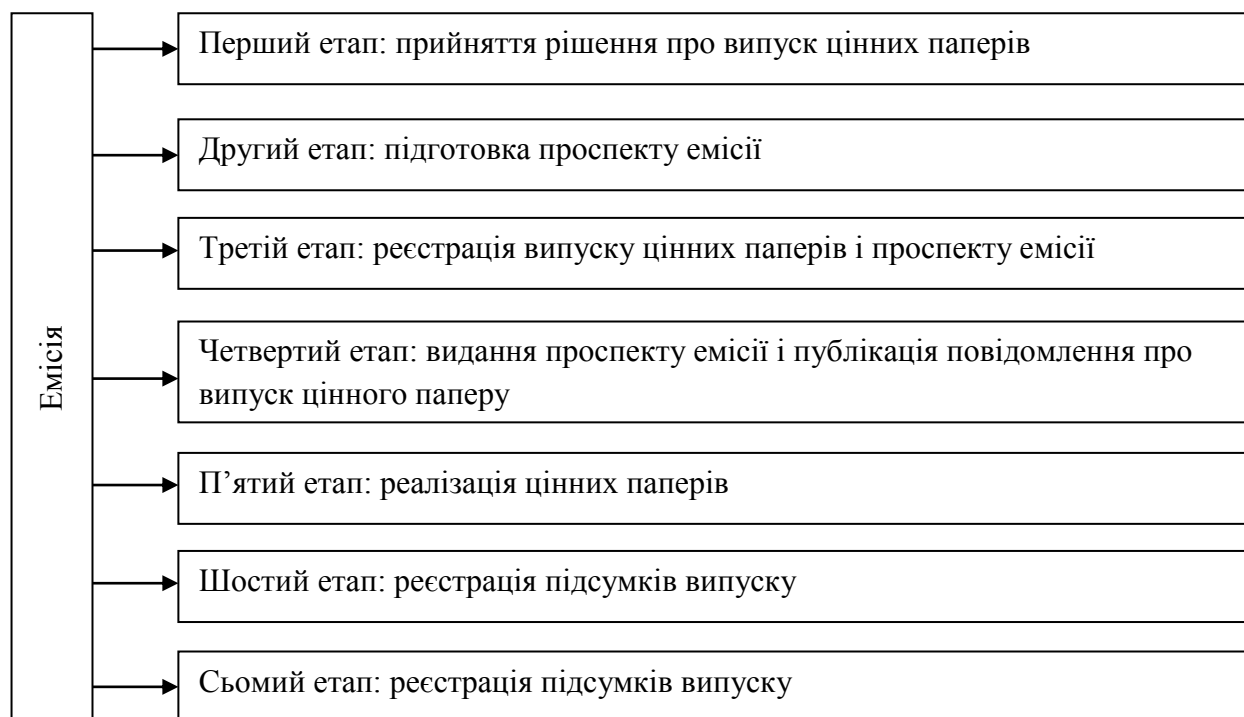 Емісія
Перший етап: прийняття рішення про випуск цінних паперів
Другий етап: підготовка проспекту емісії
Третій етап: реєстрація випуску цінних паперів і проспекту емісії
Четвертий етап: видання проспекту емісії і публікація повідомлення про
випуск цінного паперу
П’ятий етап: реалізація цінних паперів
Шостий етап: реєстрація підсумків випуску
Сьомий етап: реєстрація підсумків випуску